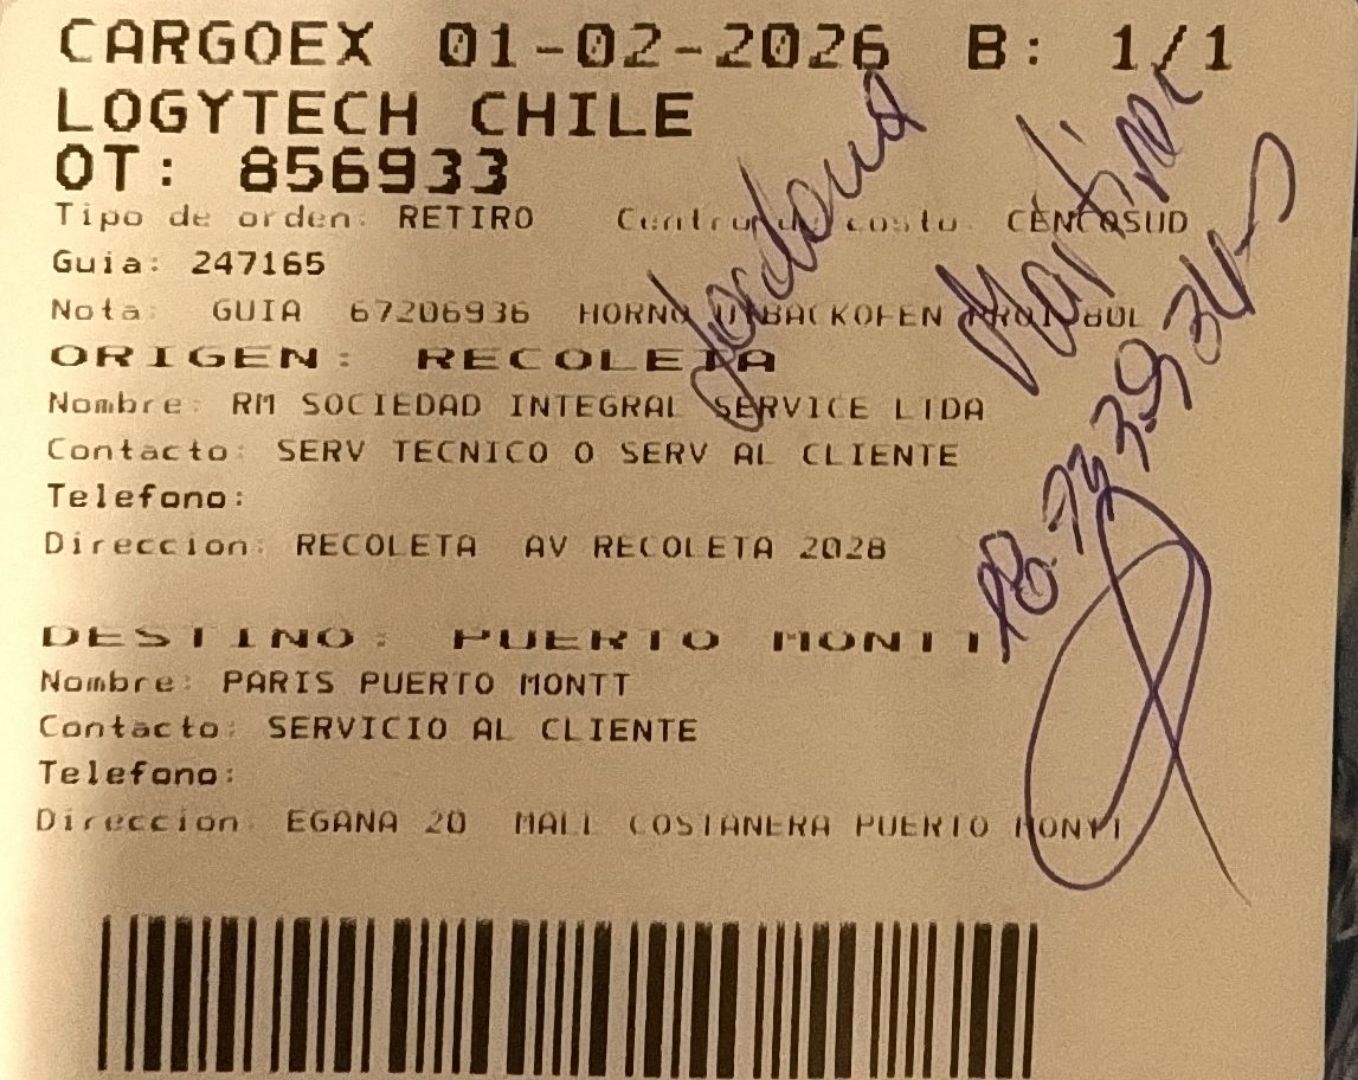 CARGOEX 01-02-2026 B: 1/1
LOGYTECH CHILE
OT: 856933
Tipo de orden: RETIRO Centro de costo: CENCOSUD
Guia: 247165
Nota: GUIA 67206936 HORNO
ORIGEN: RECOLETA
Nombre: RM SOCIEDAD INTEGRAL SERVICE LTDA
Contacto: SERV TECNICO O SERV AL CLIENTE
Telefono:
Direccion: RECOLETA AV RECOLETA 2028
DESTINO: PUERTO MONTT
Nombre: PARIS PUERTO MONTT
Contacto: SERVICIO AL CLIENTE
Telefono:
Direccion: EGANA 20 MALL COSTANERA PUERTO MONTT
Martinez